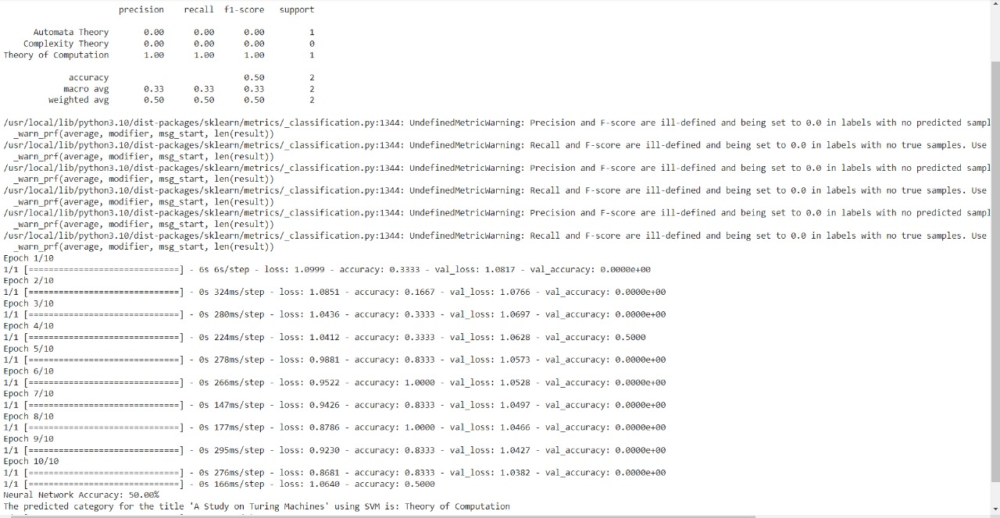 precision recall f1-score support
Automata Theory 0.00 0.00 0.00 1
Complexity Theory 0.00 0.00 0.00 0
Theory of Computation 1.00 1.00 1.00 1
accuracy 0.50 2
macro avg 0.33 0.33 0.33 2
weighted avg 0.50 0.50 0.50 2
/usr/local/lib/python3.10/dist-packages/sklearn/metrics/_classification.py:1344: UndefinedMetricWarning: Precision and F-score are ill-defined and being set to 0.0 in labels with no predicted sampl
_warn_prf(average, modifier, msg_start, len(result))
/usr/local/lib/python3.10/dist-packages/sklearn/metrics/_classification.py:1344: UndefinedMetricWarning: Recall and F-score are ill-defined and being set to 0.0 in labels with no true samples. Use
_warn_prf(average, modifier, msg_start, len(result))
/usr/local/lib/python3.10/dist-packages/sklearn/metrics/_classification.py:1344: UndefinedMetricWarning: Precision and F-score are ill-defined and being set to 0.0 in labels with no predicted sampl
_warn_prf(average, modifier, msg_start, len(result))
/usr/local/lib/python3.10/dist-packages/sklearn/metrics/_classification.py:1344: UndefinedMetricWarning: Recall and F-score are ill-defined and being set to 0.0 in labels with no true samples. Use
_warn_prf(average, modifier, msg_start, len(result))
/usr/local/lib/python3.10/dist-packages/sklearn/metrics/_classification.py:1344: UndefinedMetricWarning: Precision and F-score are ill-defined and being set to 0.0 in labels with no predicted sampl
_warn_prf(average, modifier, msg_start, len(result))
/usr/local/lib/python3.10/dist-packages/sklearn/metrics/_classification.py:1344: UndefinedMetricWarning: Recall and F-score are ill-defined and being set to 0.0 in labels with no true samples. Use
_warn_prf(average, modifier, msg_start, len(result))
Epoch 1/10
1/1 [==============================] - 6s 6s/step - loss: 1.0999 - accuracy: 0.3333 - val_loss: 1.0817 - val_accuracy: 0.0000e+00
Epoch 2/10
1/1 [==============================] - 0s 324ms/step - loss: 1.0851 - accuracy: 0.1667 - val_loss: 1.0766 - val_accuracy: 0.0000e+00
Epoch 3/10
1/1 [==============================] - 0s 280ms/step - loss: 1.0436 - accuracy: 0.3333 - val_loss: 1.0697 - val_accuracy: 0.0000e+00
Epoch 4/10
1/1 [==============================] - 0s 224ms/step - loss: 1.0412 - accuracy: 0.3333 - val_loss: 1.0628 - val_accuracy: 0.5000
Epoch 5/10
1/1 [==============================] - 0s 278ms/step - loss: 0.9881 - accuracy: 0.8333 - val_loss: 1.0573 - val_accuracy: 0.0000e+00
Epoch 6/10
1/1 [==============================] - 0s 266ms/step - loss: 0.9522 - accuracy: 1.0000 - val_loss: 1.0528 - val_accuracy: 0.0000e+00
Epoch 7/10
1/1 [==============================] - 0s 147ms/step - loss: 0.9426 - accuracy: 0.8333 - val_loss: 1.0497 - val_accuracy: 0.0000e+00
Epoch 8/10
1/1 [==============================] - 0s 177ms/step - loss: 0.8786 - accuracy: 1.0000 - val_loss: 1.0466 - val_accuracy: 0.0000e+00
Epoch 9/10
1/1 [==============================] - 0s 295ms/step - loss: 0.9230 - accuracy: 0.8333 - val_loss: 1.0427 - val_accuracy: 0.0000e+00
Epoch 10/10
1/1 [==============================] - 0s 276ms/step - loss: 0.8681 - accuracy: 0.8333 - val_loss: 1.0382 - val_accuracy: 0.0000e+00
1/1 [==============================] - 0s 166ms/step - loss: 1.0640 - accuracy: 0.5000
Neural Network Accuracy: 50.00%
The predicted category for the title 'A Study on Turing Machines' using SVM is: Theory of Computation